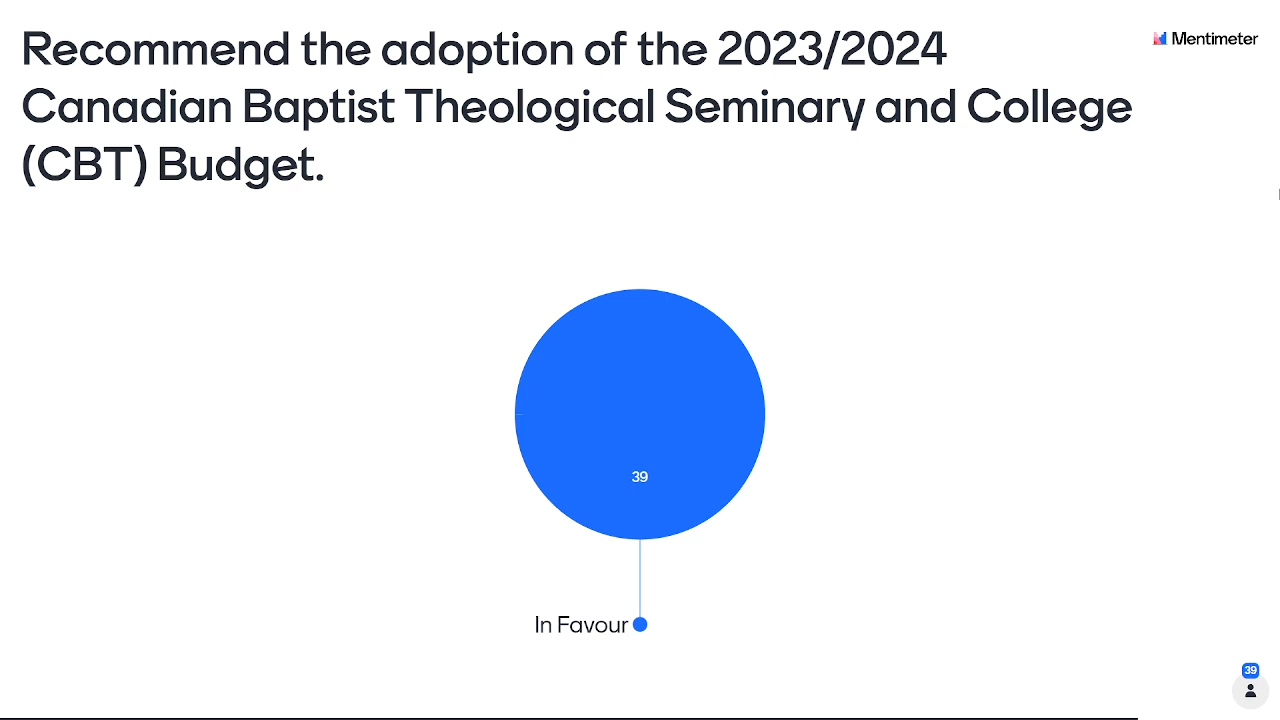 Recommend the adoption of the 2023/2024
Canadian Baptist Theological Seminary and College
(CBT) Budget.
Mentimeter
39
In Favour
39